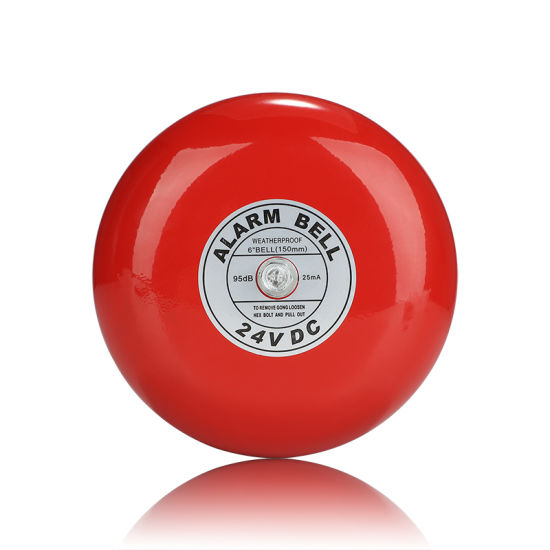 ALARM BELL
WEATHERPROOF
6"BELL(150mm)
95dB 25mA
TO REMOVE GONG LOOSEN
HEX BOLT AND PULL OUT
24V DC